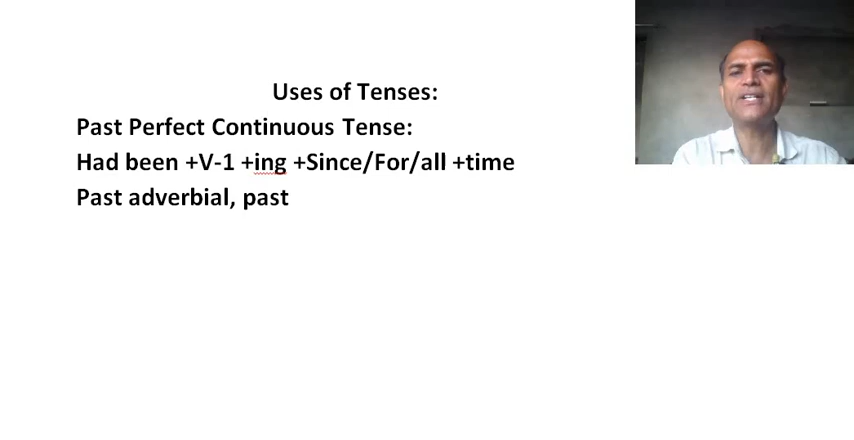 Uses of Tenses:
Past Perfect Continuous Tense:
Had been +V-1 +ing +Since/For/all +time
Past adverbial, past